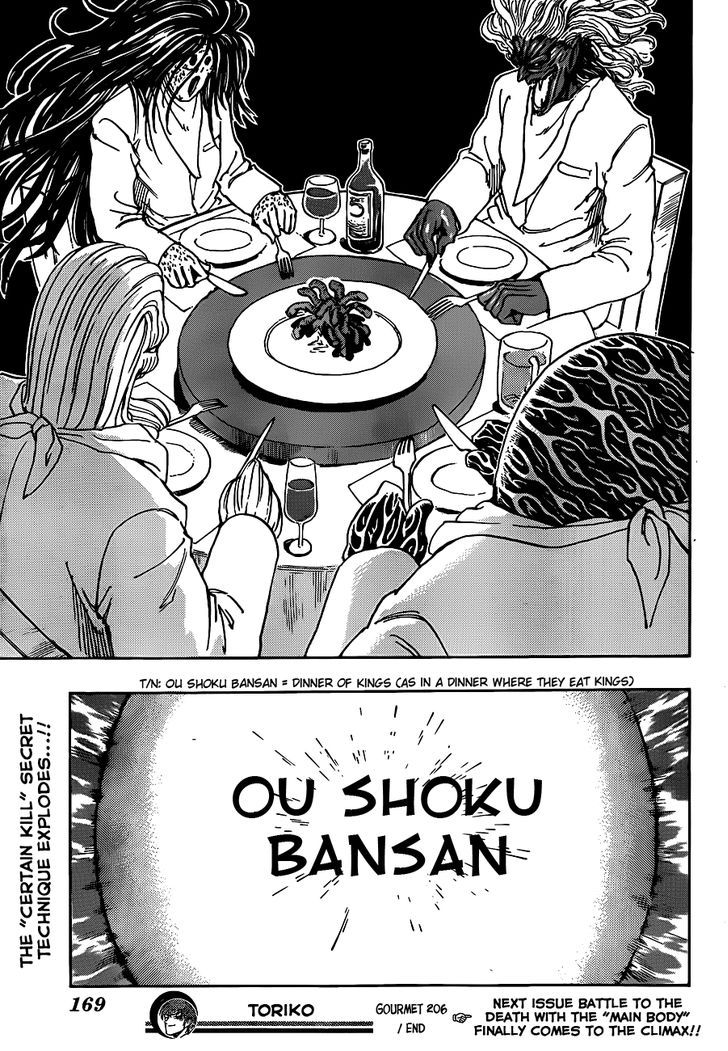 T/N: OU SHOKU BANSAN = DINNER OF KINGS (AS IN A DINNER WHERE THEY EAT KINGS)
THE "CERTAIN KILL" SECRET
TECHNIQUE EXPLODES...!!
OU SHOKU
BANSAN
169
TORIKO
GOURMET 206
/ END
NEXT ISSUE BATTLE TO THE
DEATH WITH THE "MAIN BODY"
FINALLY COMES TO THE CLIMAX!!